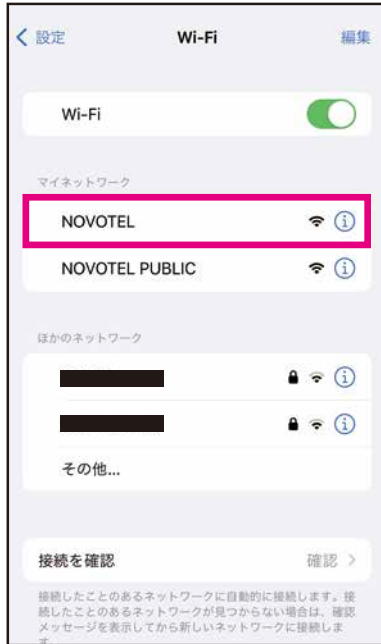 設定 Wi-Fi 編集
Wi-Fi
マイネットワーク
NOVOTEL
NOVOTEL PUBLIC
ほかのネットワーク
その他...
接続を確認 確認
接続したことのあるネットワークに自動的に接続します。接
続したことのあるネットワークが見つからない場合は、確認
メッセージを表示してから新しいネットワークに接続しま
す。